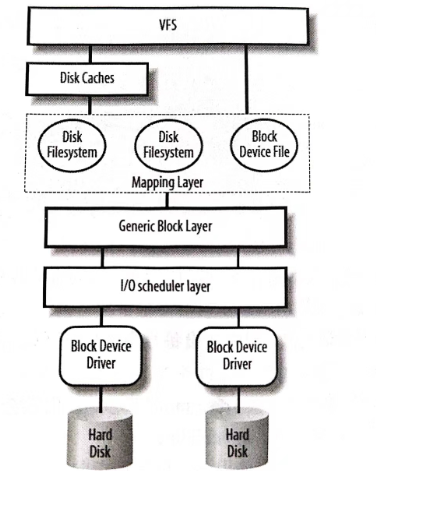 VFS
Disk Caches
Disk
Filesystem
Disk
Filesystem
Block
Device File
Mapping Layer
Generic Block Layer
I/O scheduler layer
Block Device
Driver
Block Device
Driver
Hard
Disk
Hard
Disk